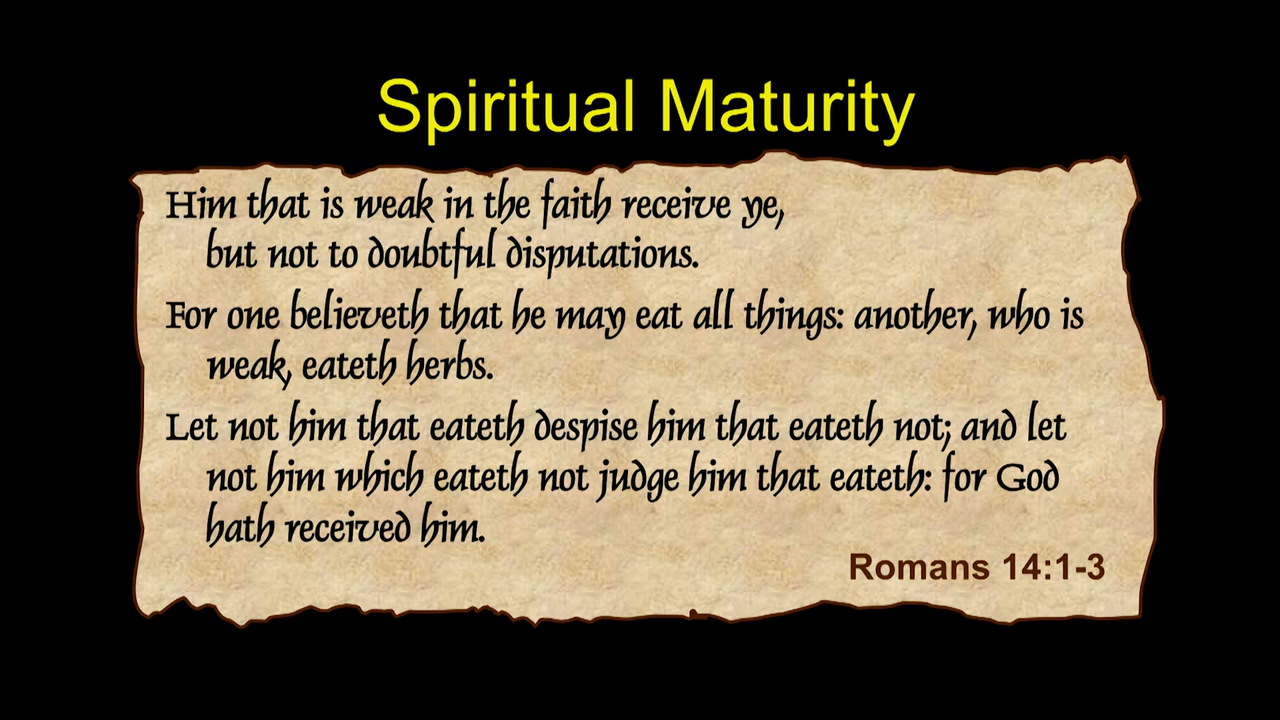 Spiritual Maturity
Him that is weak in the faith receive ye,
but not to doubtful disputations.
For one believeth that he may eat all things: another, who is
weak, eateth herbs.
Let not him that eateth despise him that eateth not; and let
not him which eateth not judge him that eateth: for God
hath received him.
Romans 14:1-3